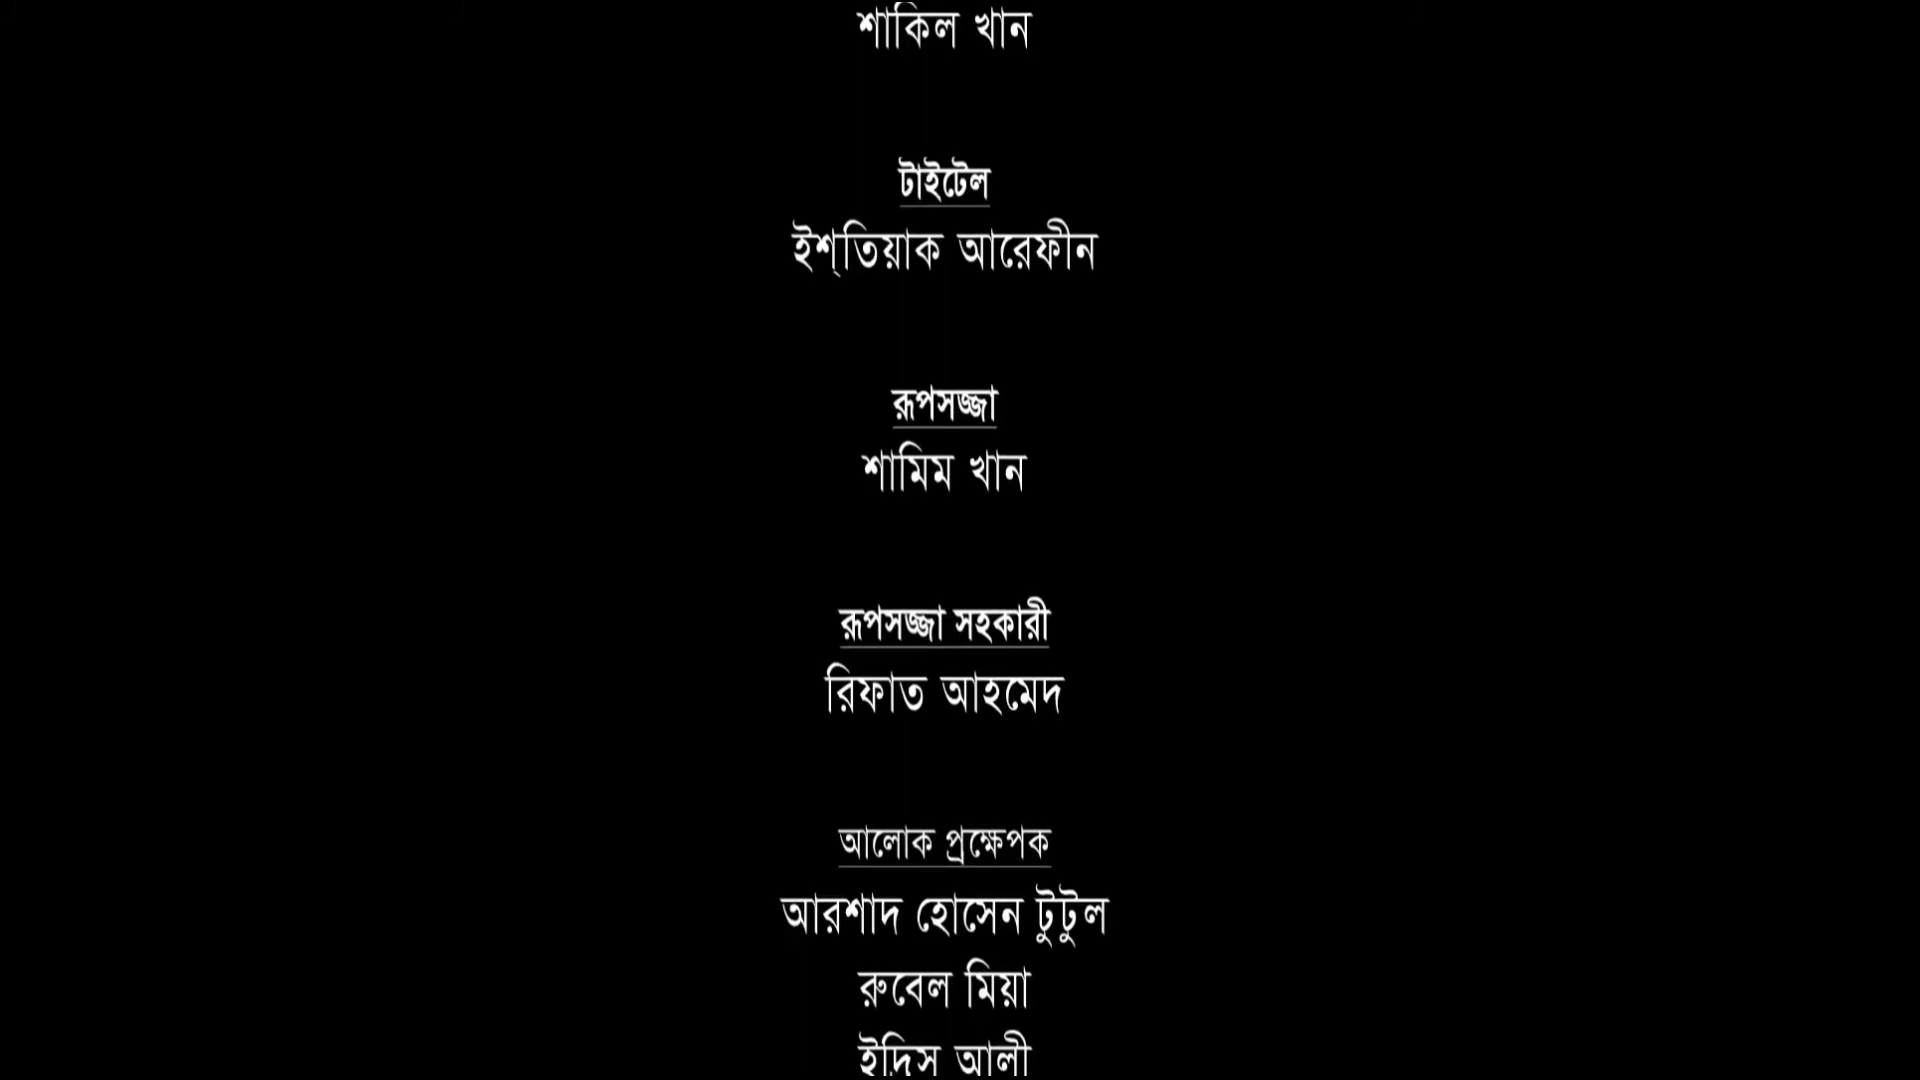 শাকিল খান
টাইটেল
ইশ্‌তিয়াক আরেফীন
রূপসজ্জা
শামিম খান
রূপসজ্জা সহকারী
রিফাত আহমেদ
আলোক প্রক্ষেপক
আরশাদ হোসেন টুটুল
রুবেল মিয়া
ইদ্রিস আলী